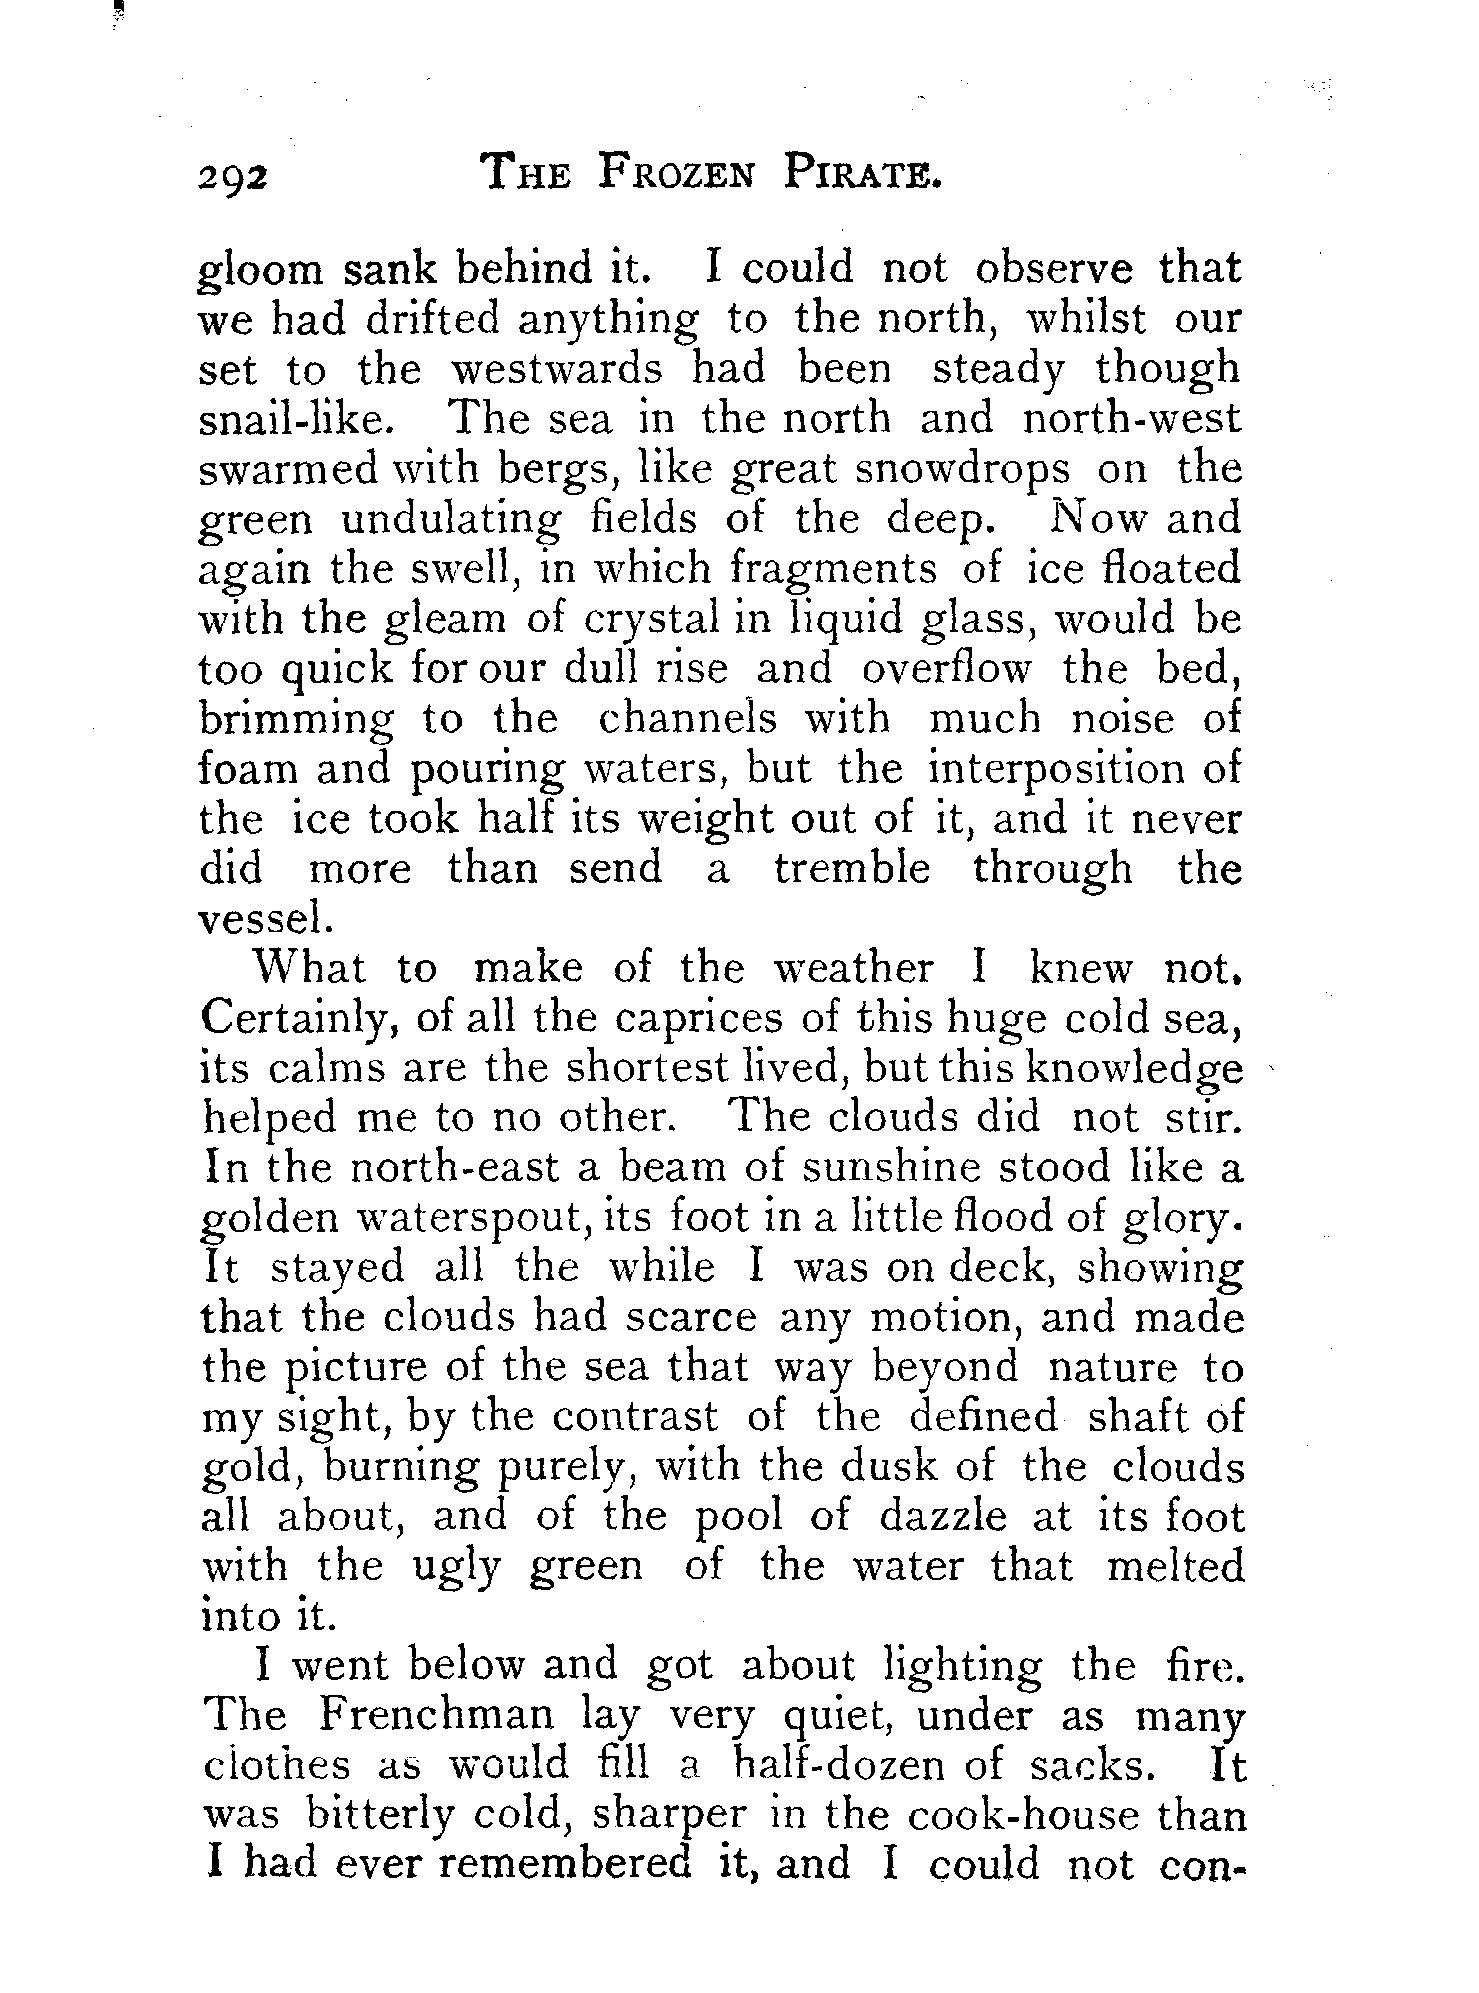 292 THE FROZEN PIRATE.
gloom sank behind it. I could not observe that
we had drifted anything to the north, whilst our
set to the westwards had been steady though
snail-like. The sea in the north and north-west
swarmed with bergs, like great snowdrops on the
green undulating fields of the deep. Now and
again the swell, in which fragments of ice floated
with the gleam of crystal in liquid glass, would be
too quick for our dull rise and overflow the bed,
brimming to the channels with much noise of
foam and pouring waters, but the interposition of
the ice took half its weight out of it, and it never
did more than send a tremble through the
vessel.
What to make of the weather I knew not.
Certainly, of all the caprices of this huge cold sea,
its calms are the shortest lived, but this knowledge
helped me to no other. The clouds did not stir.
In the north-east a beam of sunshine stood like a
golden waterspout, its foot in a little flood of glory.
It stayed all the while I was on deck, showing
that the clouds had scarce any motion, and made
the picture of the sea that way beyond nature to
my sight, by the contrast of the defined shaft of
gold, burning purely, with the dusk of the clouds
all about, and of the pool of dazzle at its foot
with the ugly green of the water that melted
into it.
I went below and got about lighting the fire.
The Frenchman lay very quiet, under as many
clothes as would fill a half-dozen of sacks. It
was bitterly cold, sharper in the cook-house than
I had ever remembered it, and I could not con-